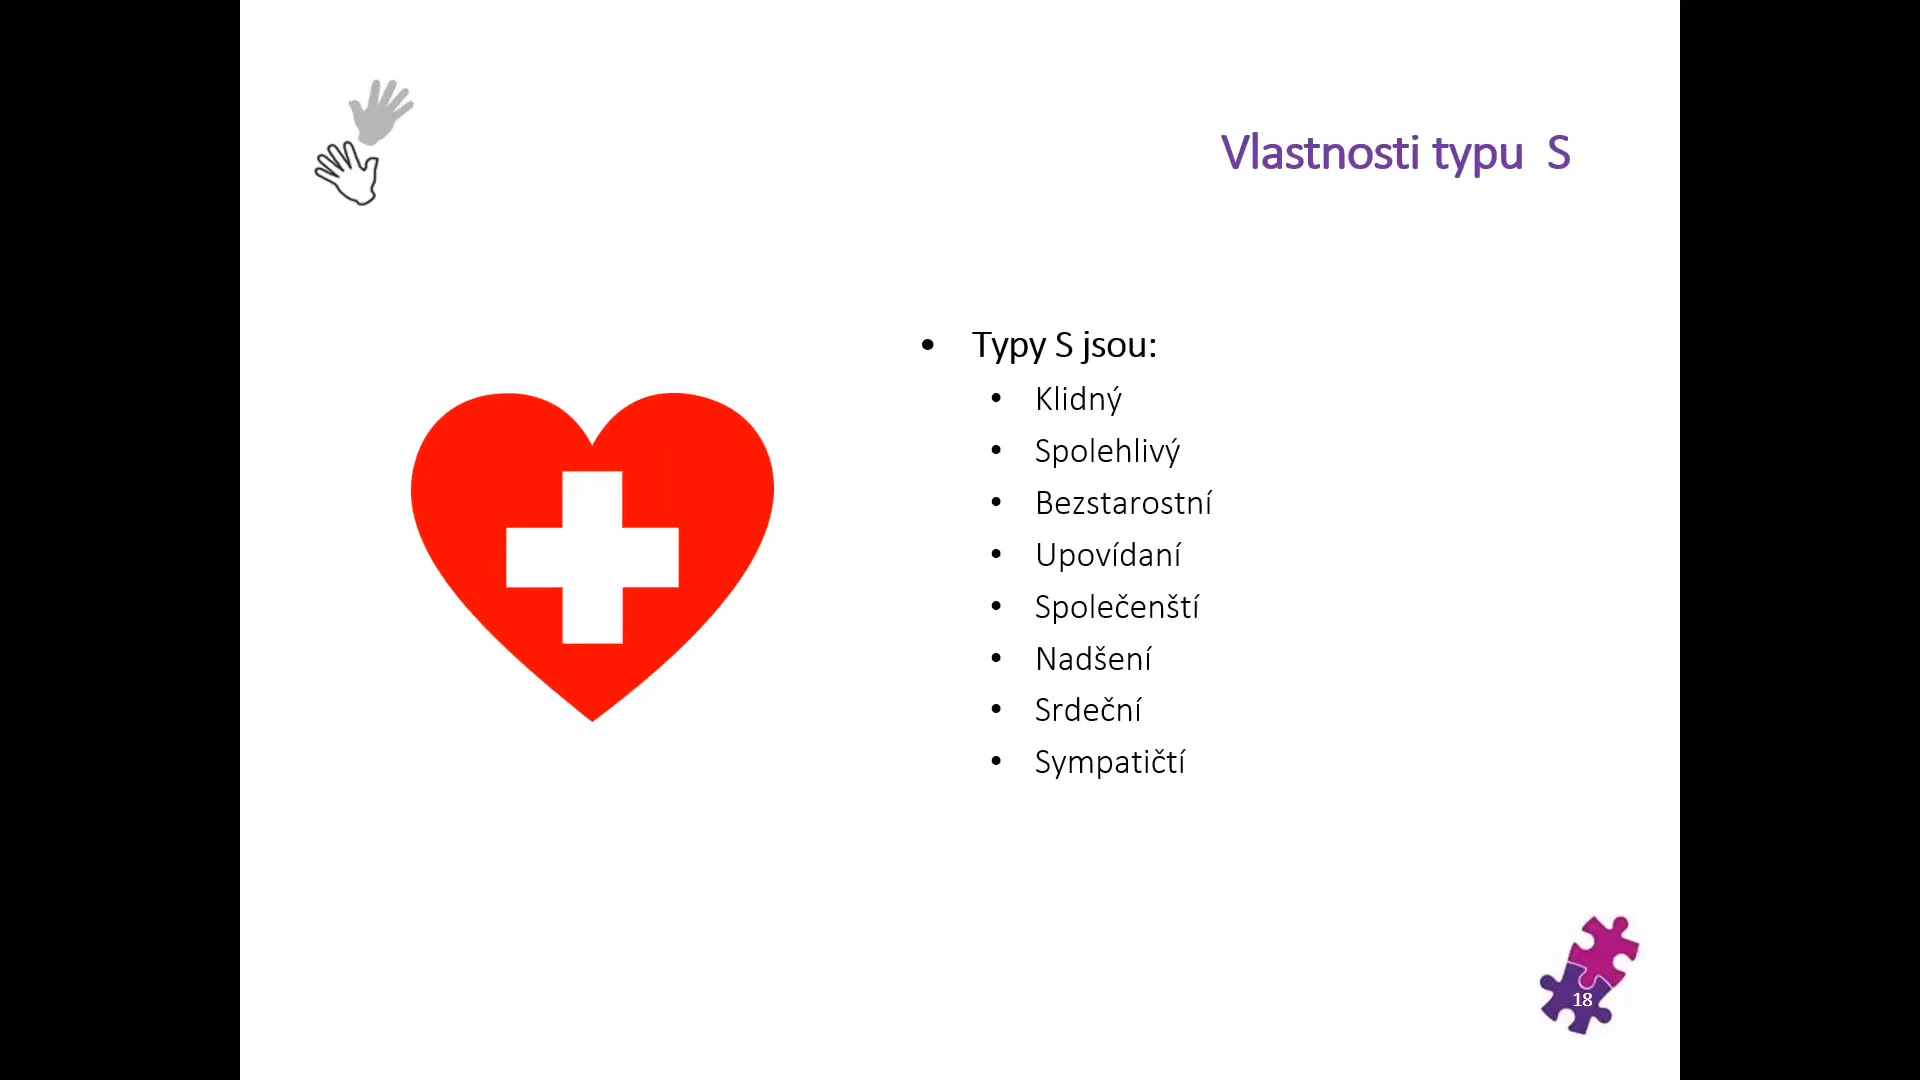 Vlastnosti typu  S
• Typy S jsou:
• Klidný
• Spolehlivý
• Bezstarostní
• Upovídaní
• Společenští
• Nadšení
• Srdeční
• Sympatičtí
18